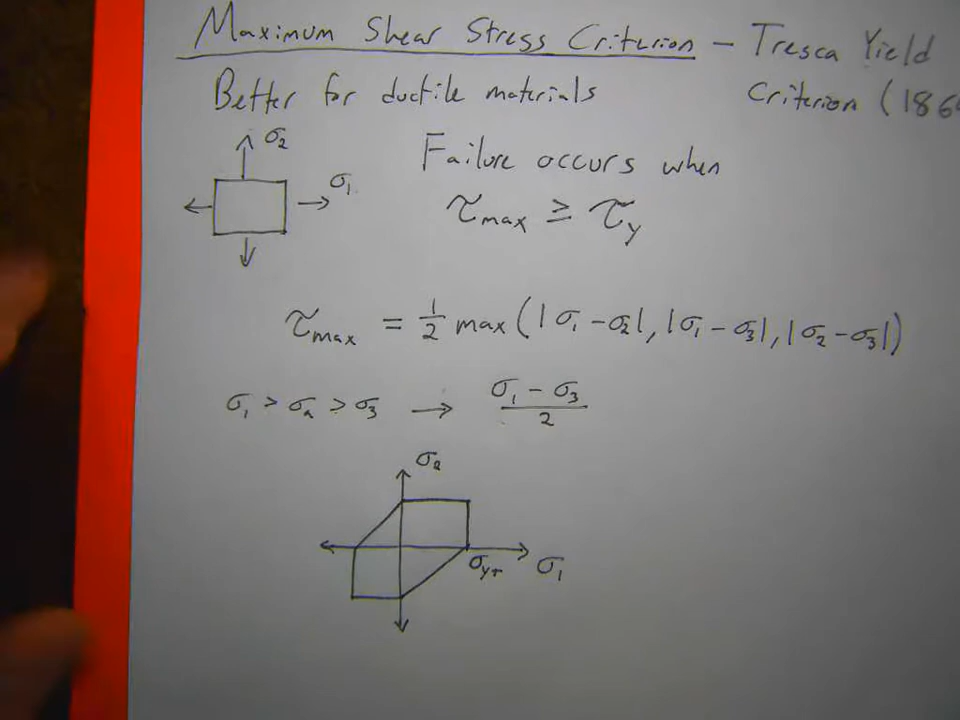 Maximum Shear Stress Criterion - Tresca Yield
Better for ductile materials
Criterion (186
σ2
σ1
Failure occurs when
τmax ≥ τy
τmax = 1/2 max(|σ1 - σ2|, |σ1 - σ3|, |σ2 - σ3|)
σ1 > σ2 > σ3 → σ1 - σ3 / 2
σ2
σyτ
σ1